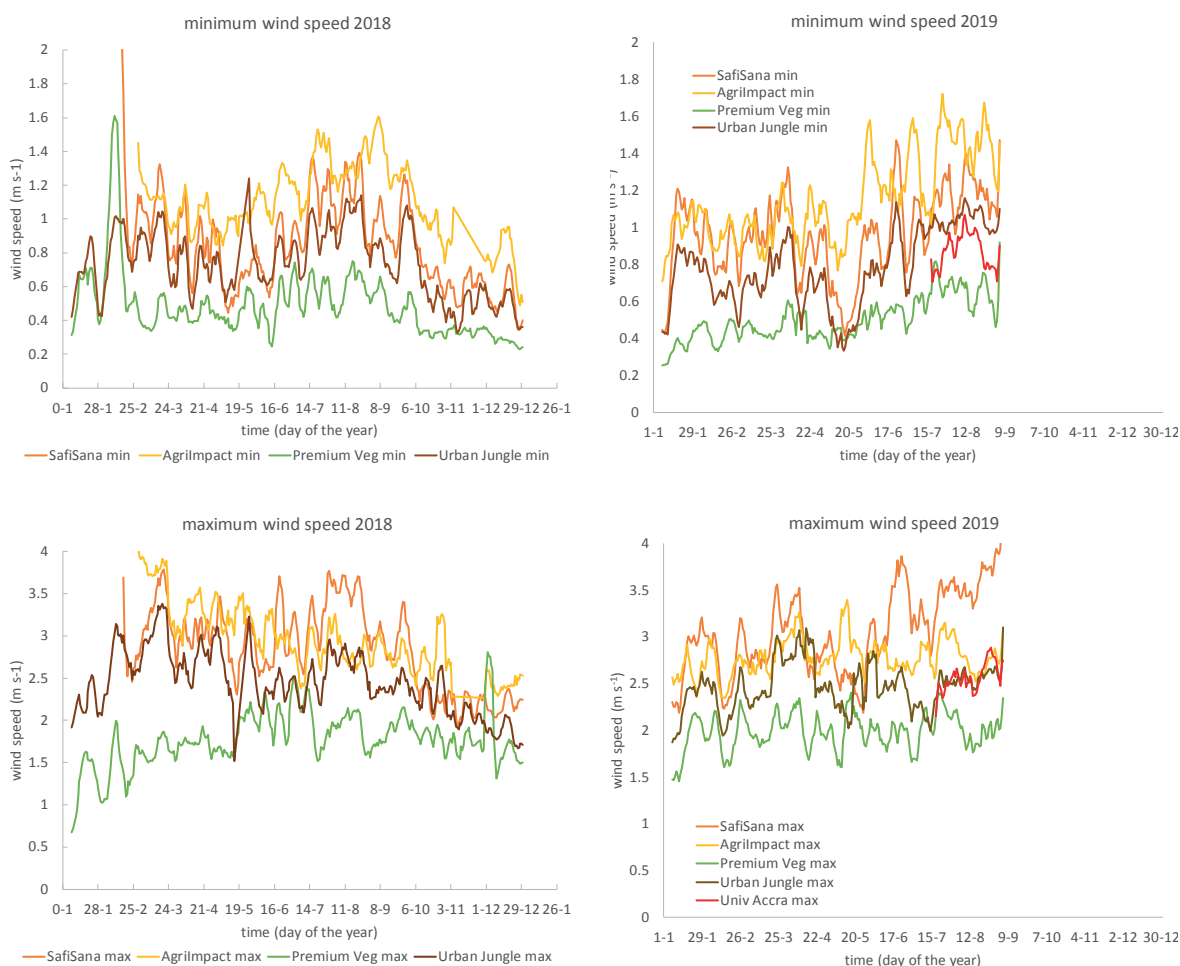 minimum wind speed 2018
2
1.8
1.6
1.4
1.2
1
0.8
0.6
0.4
0.2
0
wind speed (m s-1)
0-1 28-1 25-2 24-3 21-4 19-5 16-6 14-7 11-8 8-9 6-10 3-11 1-12 29-12 26-1
time (day of the year)
SafiSana min AgriImpact min Premium Veg min Urban Jungle min
minimum wind speed 2019
2
1.8
1.6
1.4
1.2
1
0.8
0.6
0.4
0.2
0
wind speed (m s-1)
SafiSana min
AgriImpact min
Premium Veg min
Urban Jungle min
1-1 29-1 26-2 25-3 22-4 20-5 17-6 15-7 12-8 9-9 7-10 4-11 2-12 30-12
time (day of the year)
maximum wind speed 2018
4
3.5
3
2.5
2
1.5
1
0.5
0
wind speed (m s-1)
0-1 28-1 25-2 24-3 21-4 19-5 16-6 14-7 11-8 8-9 6-10 3-11 1-12 29-12 26-1
time (day of the year)
SafiSana max AgriImpact max Premium Veg max Urban Jungle max
maximum wind speed 2019
4
3.5
3
2.5
2
1.5
1
0.5
0
wind speed (m s-1)
SafiSana max
AgriImpact max
Premium Veg max
Urban Jungle max
Univ Accra max
1-1 29-1 26-2 25-3 22-4 20-5 17-6 15-7 12-8 9-9 7-10 4-11 2-12 30-12
time (day of the year)